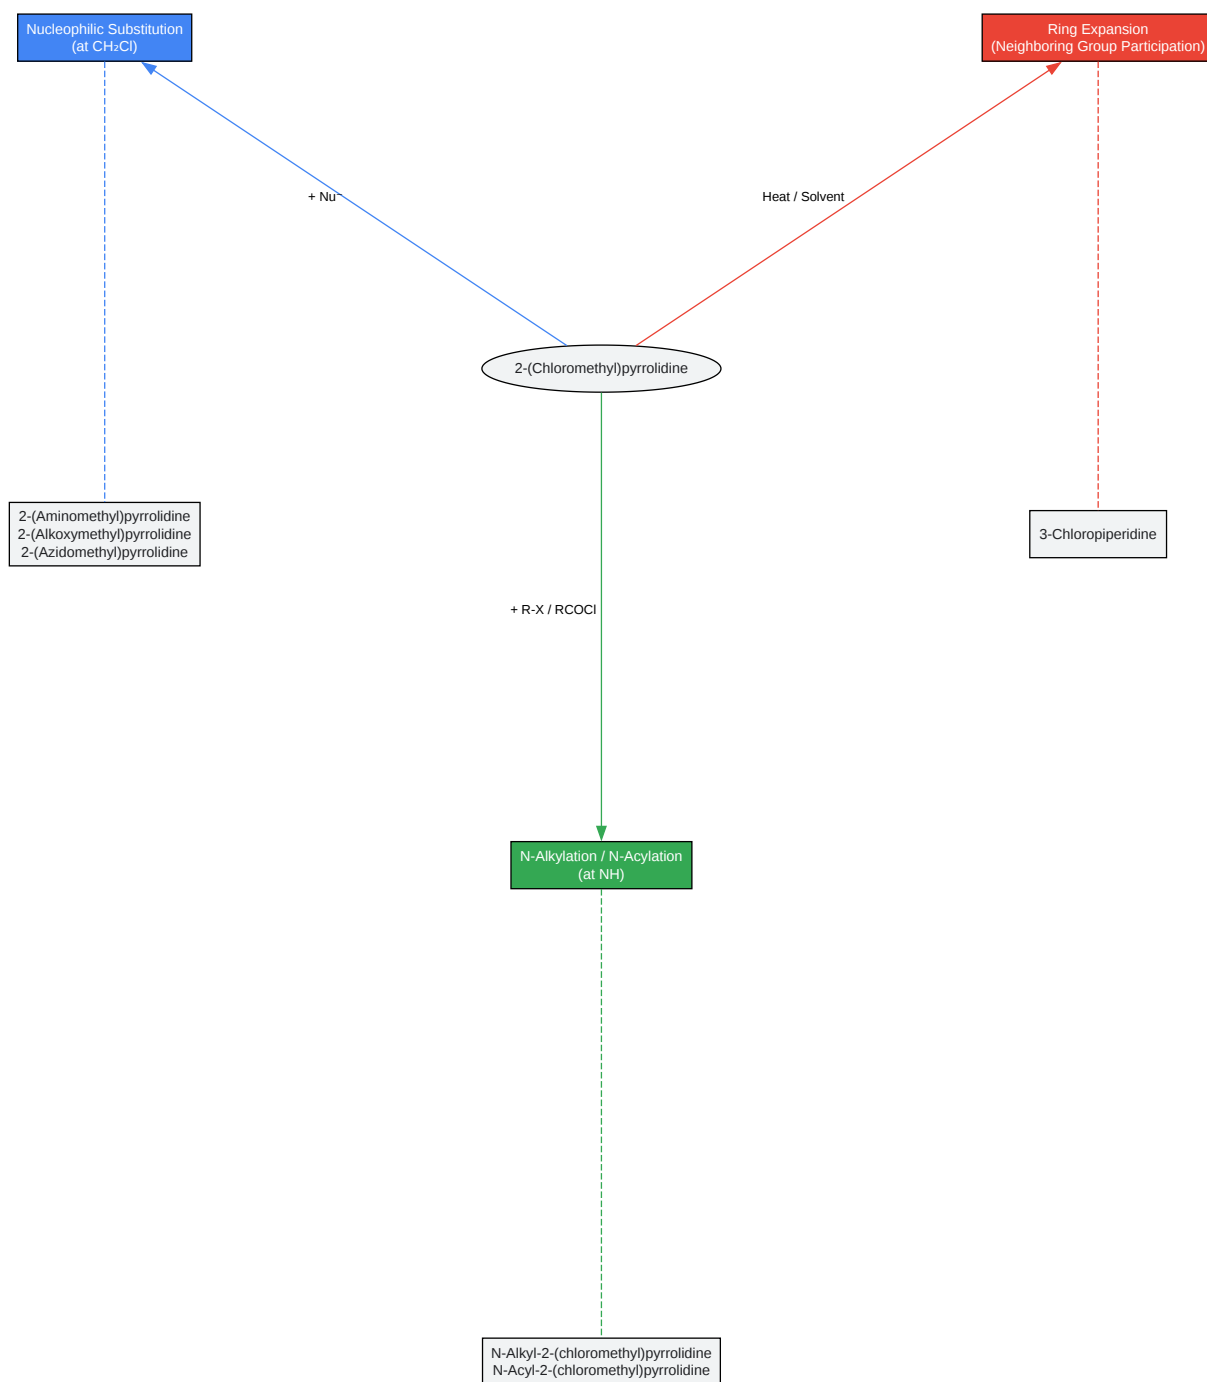 Nucleophilic Substitution
(at CH₂Cl)
Ring Expansion
(Neighboring Group Participation)
+ Nu⁻
Heat / Solvent
2-(Chloromethyl)pyrrolidine
2-(Aminomethyl)pyrrolidine
2-(Alkoxymethyl)pyrrolidine
2-(Azidomethyl)pyrrolidine
3-Chloropiperidine
+ R-X / RCOCl
N-Alkylation / N-Acylation
(at NH)
N-Alkyl-2-(chloromethyl)pyrrolidine
N-Acyl-2-(chloromethyl)pyrrolidine